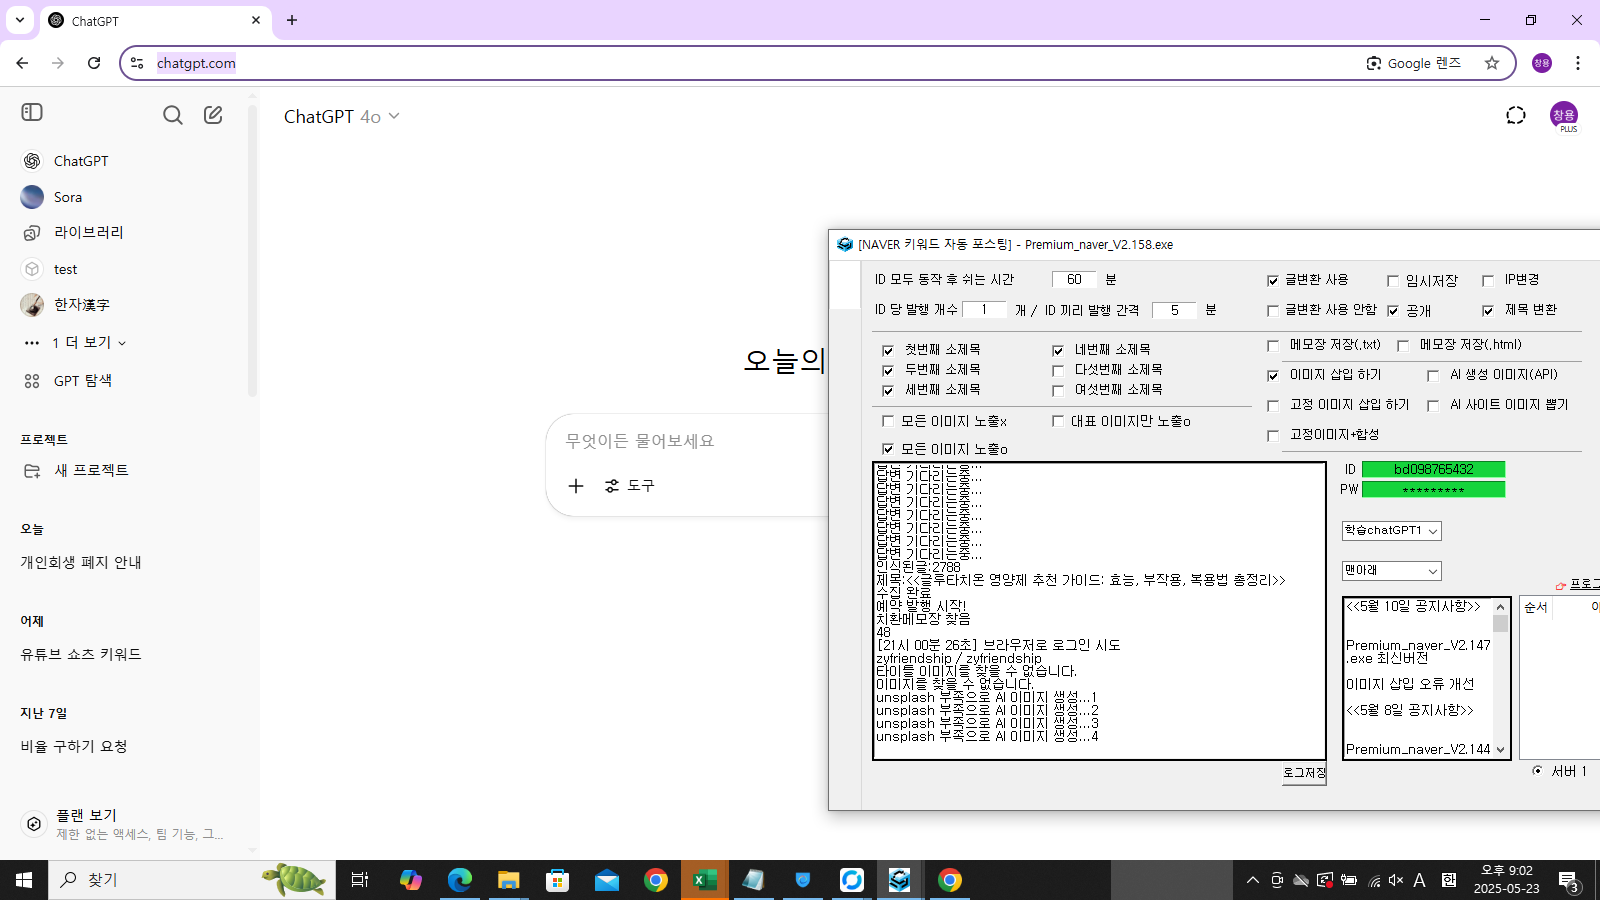 ChatGPT
chatgpt.com
Google 렌즈
창용
ChatGPT 4o
창용
PLUS
ChatGPT
Sora
라이브러리
test
한자漢字
1 더 보기
GPT 탐색
프로젝트
새 프로젝트
오늘
개인회생 폐지 안내
어제
유튜브 쇼츠 키워드
지난 7일
비율 구하기 요청
플랜 보기
제한 없는 액세스, 팀 기능, 그...
오늘의
무엇이든 물어보세요
도구
[NAVER 키워드 자동 포스팅] - Premium_naver_V2.158.exe
ID 모두 동작 후 쉬는 시간 60 분
ID 당 발행 개수 1 개 / ID 끼리 발행 간격 5 분
글변환 사용 임시저장 IP변경
글변환 사용 안함 공개 제목 변환
첫번째 소제목 네번째 소제목
두번째 소제목 다섯번째 소제목
세번째 소제목 여섯번째 소제목
모든 이미지 노출x 대표 이미지만 노출o
모든 이미지 노출o
메모장 저장(.txt) 메모장 저장(.html)
이미지 삽입 하기 AI 생성 이미지(API)
고정 이미지 삽입 하기 AI 사이트 이미지 뽑기
고정이미지+합성
답변 기다리는중...
답변 기다리는중...
답변 기다리는중...
답변 기다리는중...
답변 기다리는중...
답변 기다리는중...
답변 기다리는중...
답변 기다리는중...
인식된글:2788
제목:<<글루타치온 영양제 추천 가이드: 효능, 부작용, 복용법 총정리>>
수집 완료
예약 발행 시작!
치환메모장 찾음
48
[21시 00분 26초] 브라우저로 로그인 시도
zyfriendship / zyfriendship
타이틀 이미지를 찾을 수 없습니다.
이미지를 찾을 수 없습니다.
unsplash 부족으로 AI 이미지 생성...1
unsplash 부족으로 AI 이미지 생성...2
unsplash 부족으로 AI 이미지 생성...3
unsplash 부족으로 AI 이미지 생성...4
로그저장
ID bd098765432
PW *********
학습chatGPT1
맨아래
프로그
<<5월 10일 공지사항>>
Premium_naver_V2.147
.exe 최신버전
이미지 삽입 오류 개선
<<5월 8일 공지사항>>
Premium_naver_V2.144
순서
서버 1
찾기
A 한
오후 9:02
2025-05-23
3